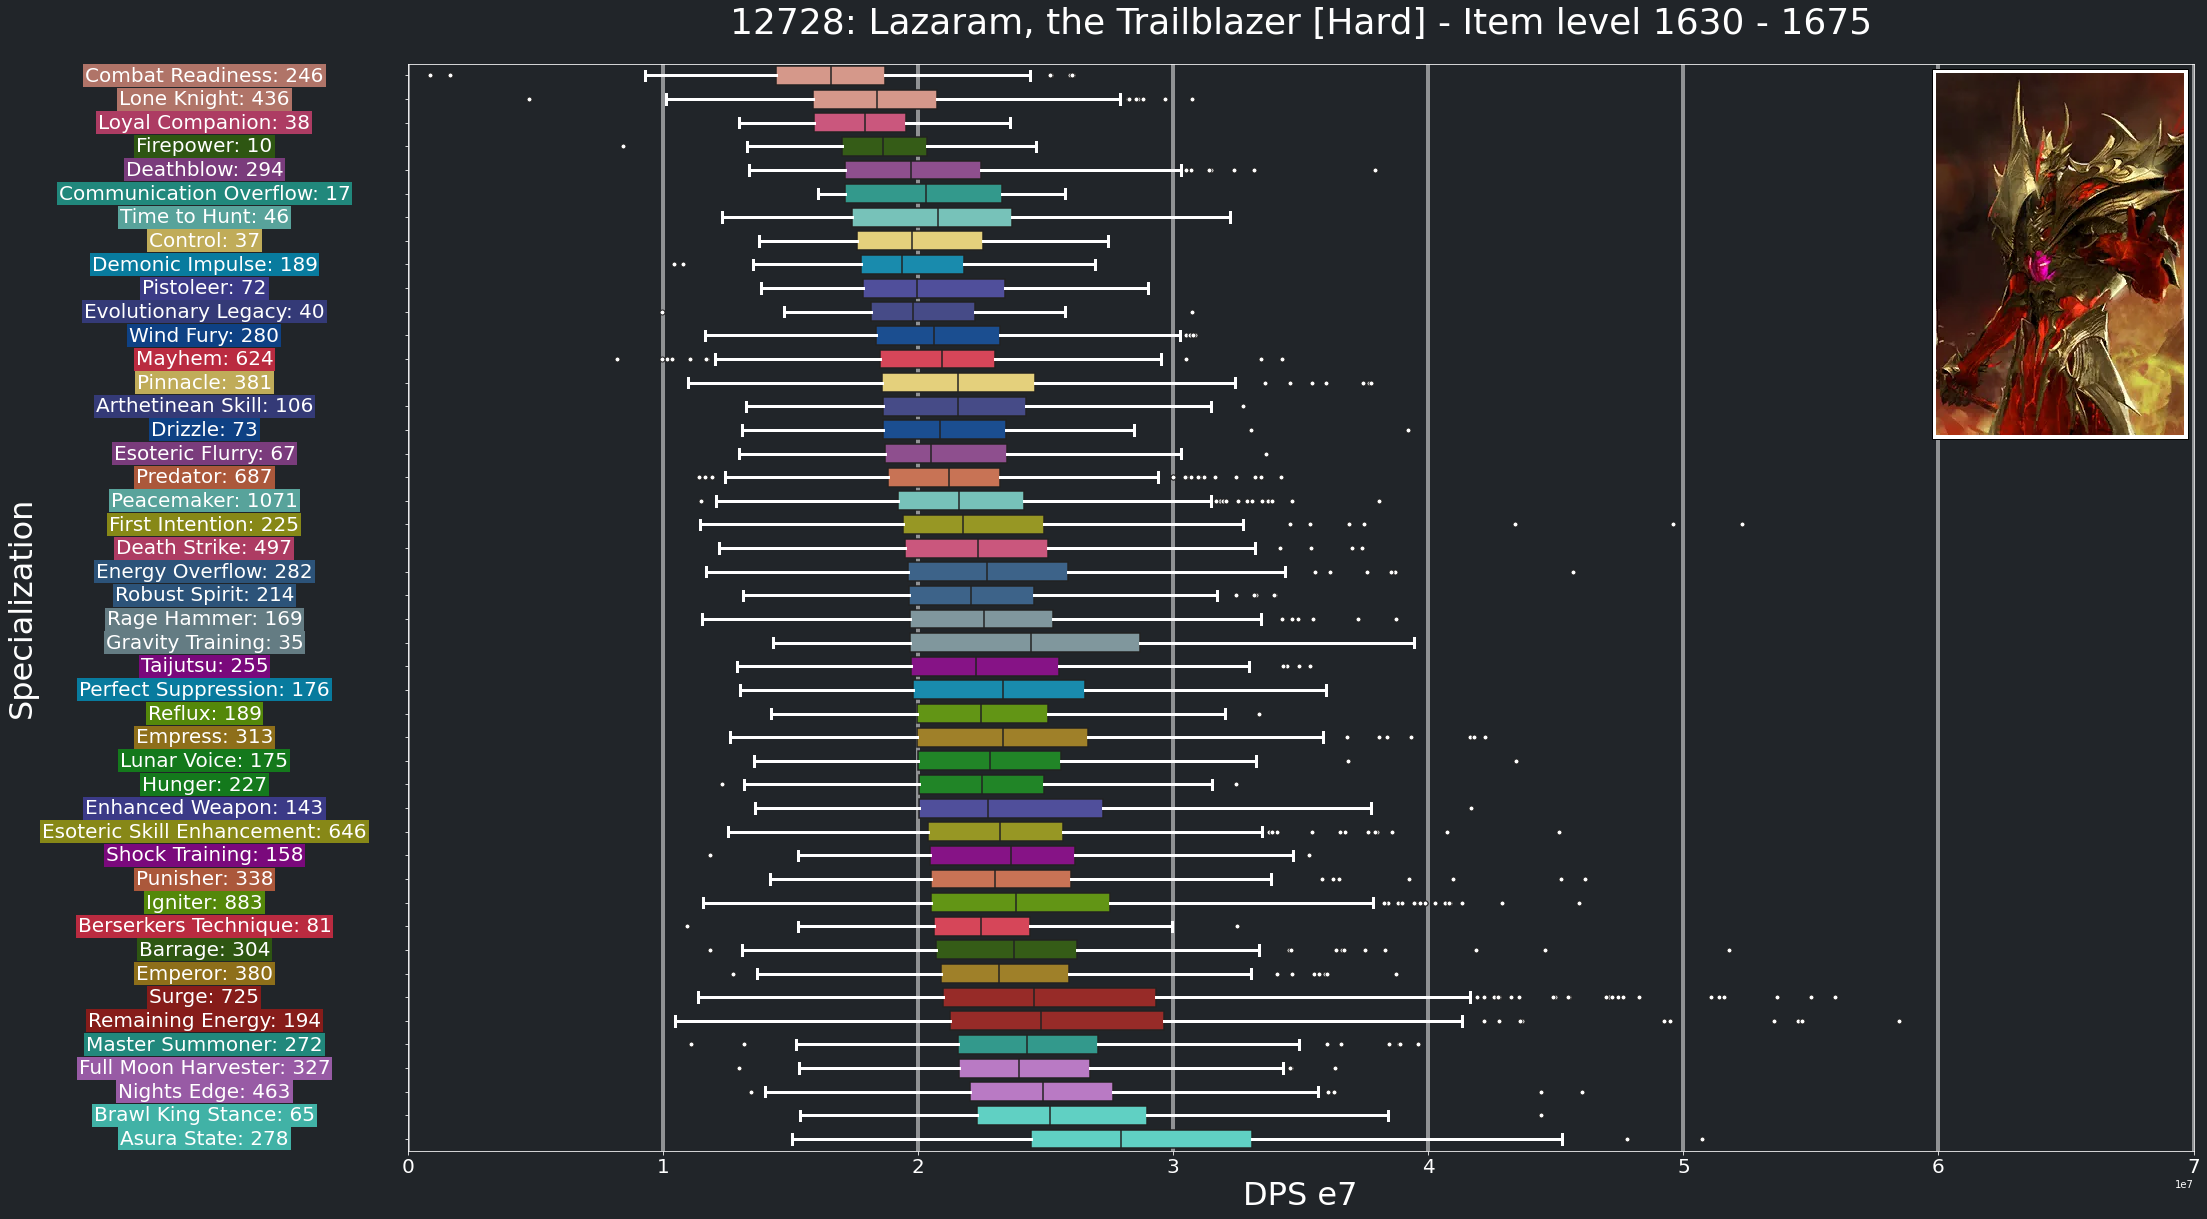 12728: Lazaram, the Trailblazer [Hard] - Item level 1630 - 1675
Specialization
Combat Readiness: 246
Lone Knight: 436
Loyal Companion: 38
Firepower: 10
Deathblow: 294
Communication Overflow: 17
Time to Hunt: 46
Control: 37
Demonic Impulse: 189
Pistoleer: 72
Evolutionary Legacy: 40
Wind Fury: 280
Mayhem: 624
Pinnacle: 381
Arthetinean Skill: 106
Drizzle: 73
Esoteric Flurry: 67
Predator: 687
Peacemaker: 1071
First Intention: 225
Death Strike: 497
Energy Overflow: 282
Robust Spirit: 214
Rage Hammer: 169
Gravity Training: 35
Taijutsu: 255
Perfect Suppression: 176
Reflux: 189
Empress: 313
Lunar Voice: 175
Hunger: 227
Enhanced Weapon: 143
Esoteric Skill Enhancement: 646
Shock Training: 158
Punisher: 338
Igniter: 883
Berserkers Technique: 81
Barrage: 304
Emperor: 380
Surge: 725
Remaining Energy: 194
Master Summoner: 272
Full Moon Harvester: 327
Nights Edge: 463
Brawl King Stance: 65
Asura State: 278
0 1 2 3 4 5 6 7
1e7
DPS e7